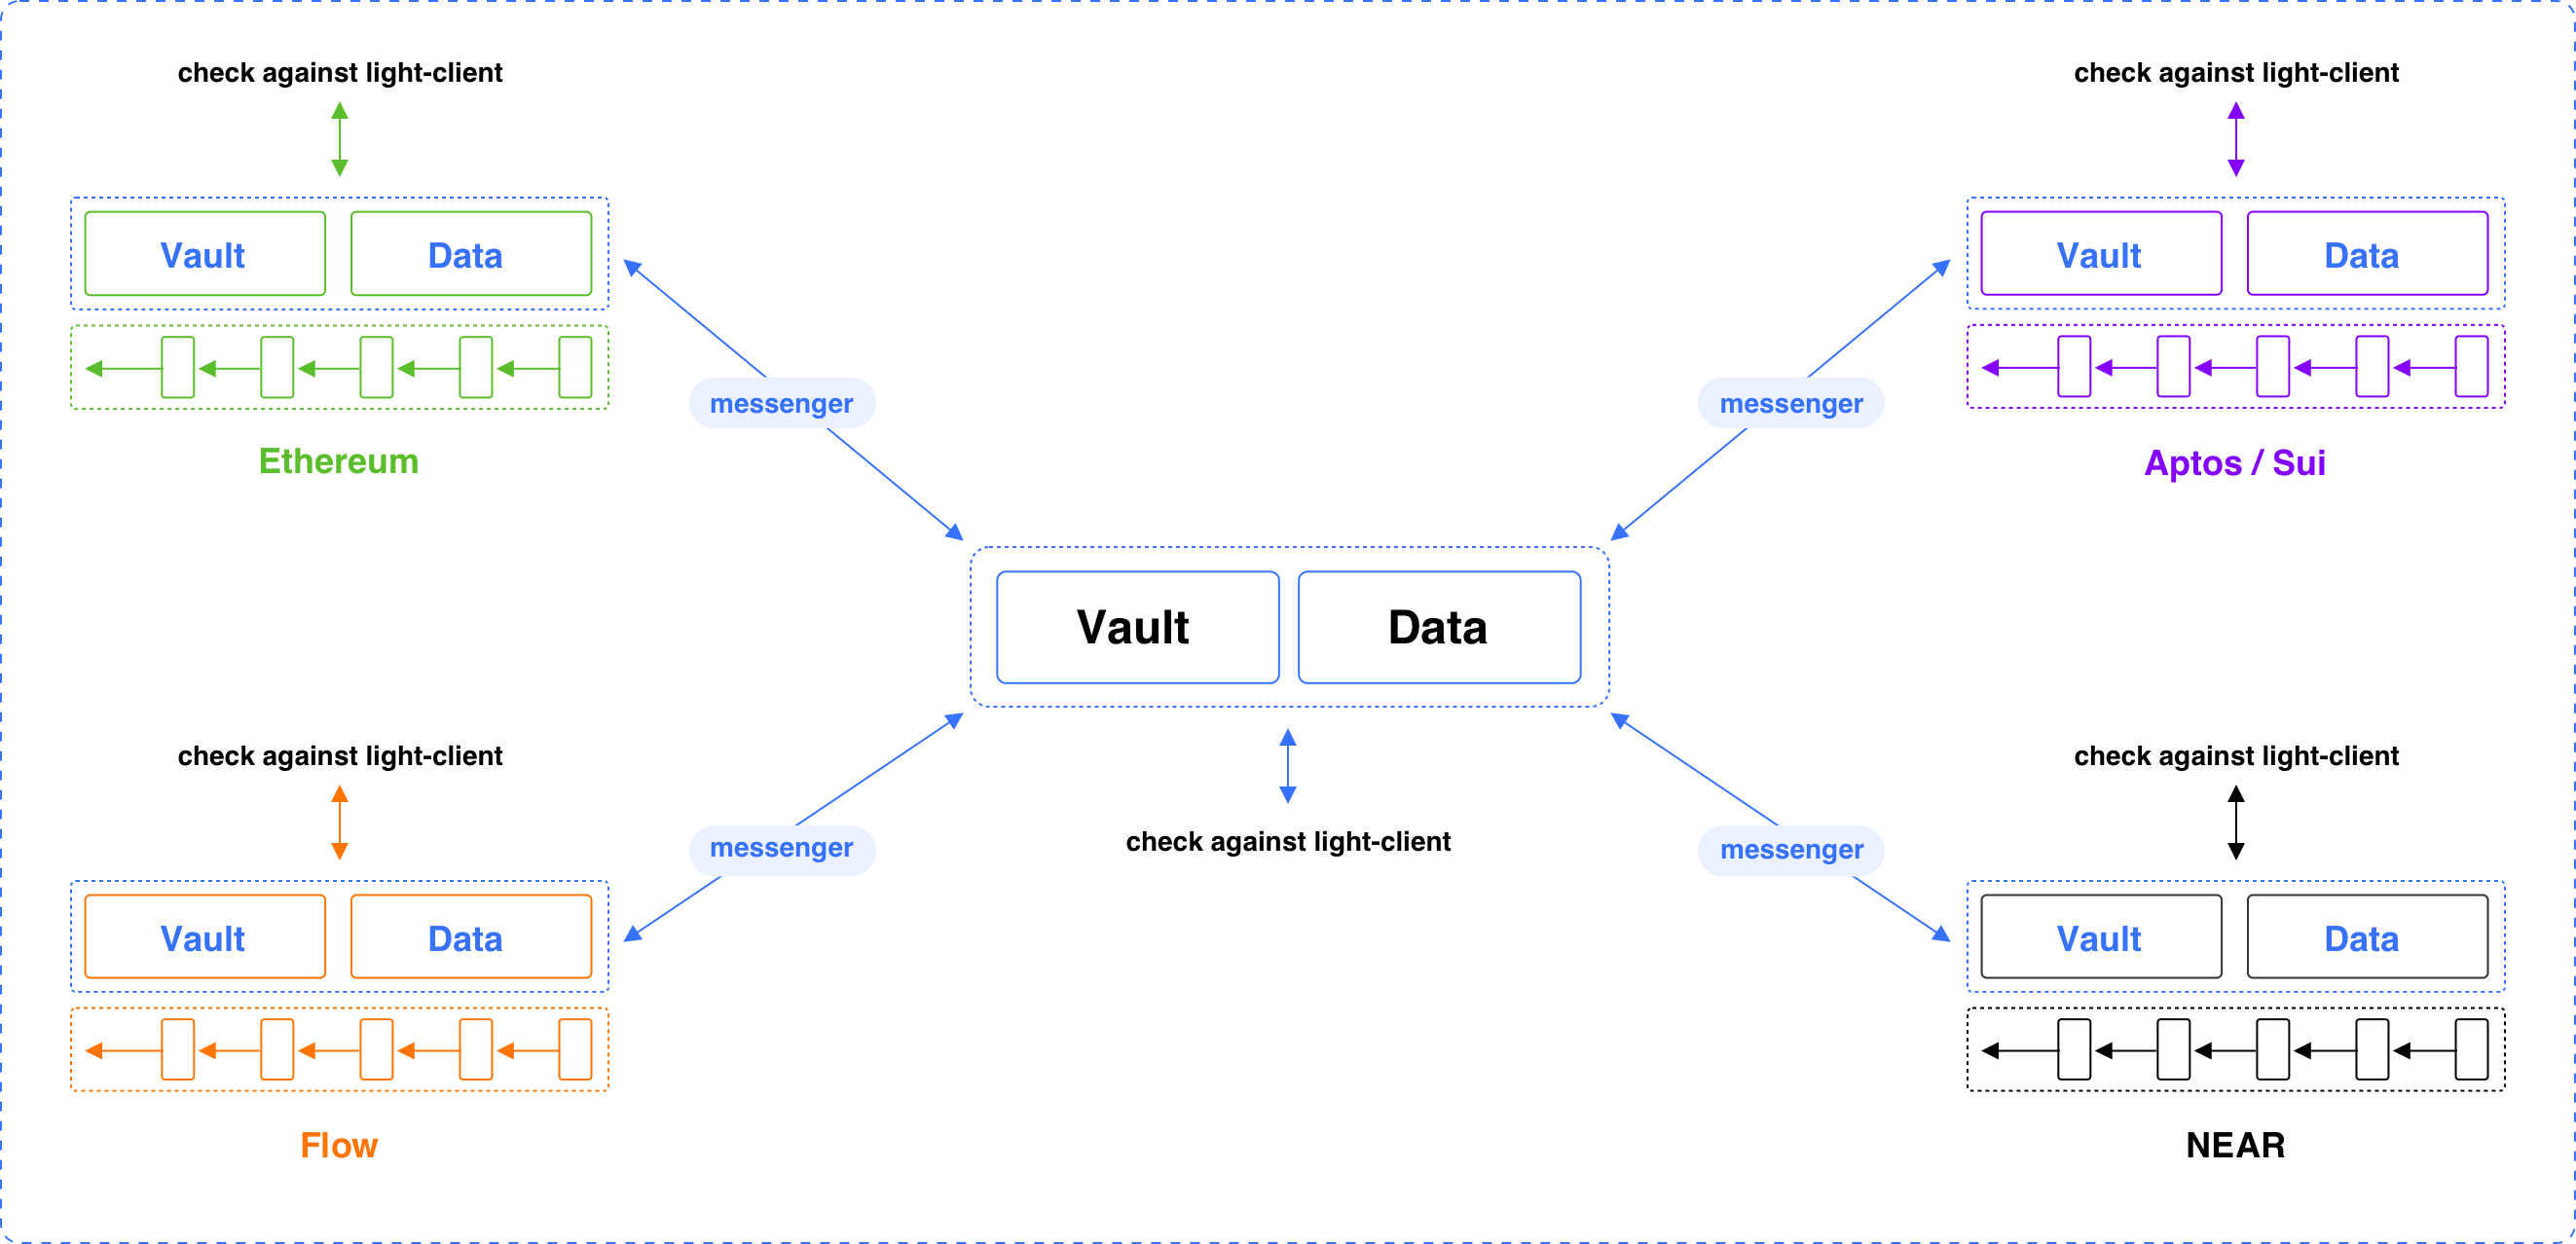 check against light-client
Vault
Data
Ethereum
messenger
check against light-client
Vault
Data
Aptos / Sui
messenger
Vault
Data
check against light-client
check against light-client
Vault
Data
Flow
messenger
check against light-client
Vault
Data
NEAR
messenger